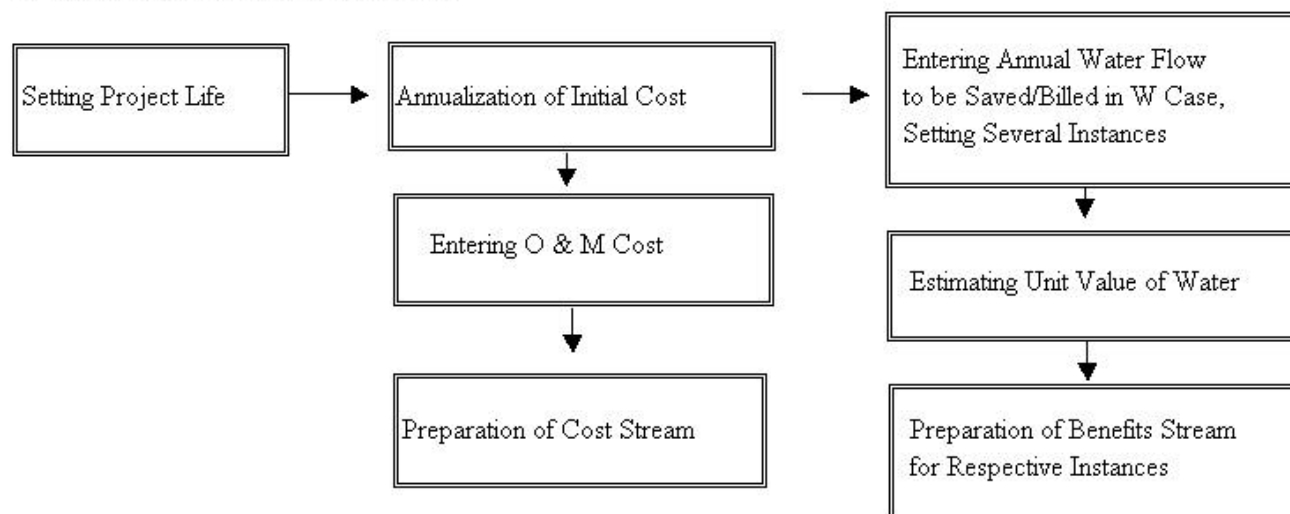 Setting Project Life
Annualization of Initial Cost
Entering O & M Cost
Preparation of Cost Stream
Entering Annual Water Flow
to be Saved/Billed in W Case,
Setting Several Instances
Estimating Unit Value of Water
Preparation of Benefits Stream
for Respective Instances